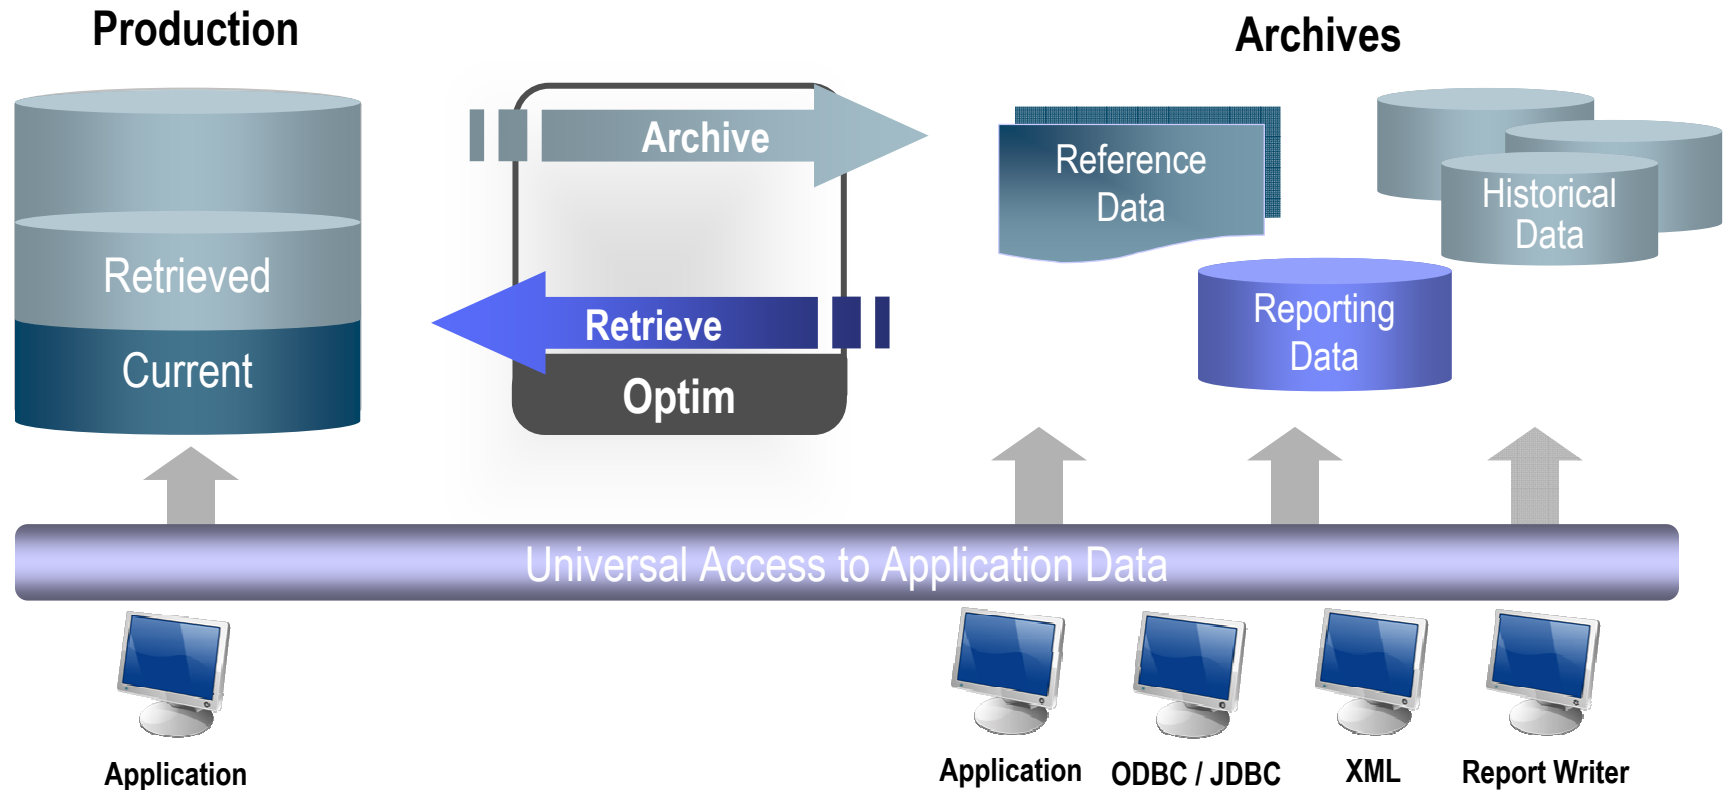 Production
Archives
Archive
Reference
Data
Historical
Data
Retrieved
Retrieve
Reporting
Data
Current
Optim
Universal Access to Application Data
Application
Application
ODBC / JDBC
XML
Report Writer